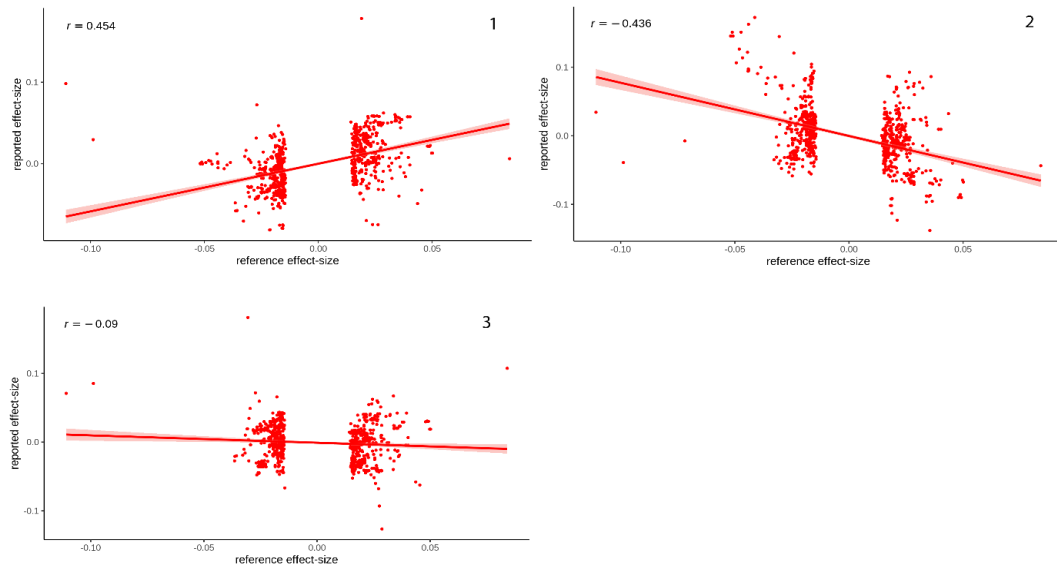 r = 0.454
1
0.1
0.0
-0.10
-0.05
0.00
0.05
reference effect-size
reported effect-size
r = −0.436
2
0.1
0.0
-0.1
-0.10
-0.05
0.00
0.05
reference effect-size
reported effect-size
r = −0.09
3
0.1
0.0
-0.1
-0.10
-0.05
0.00
0.05
reference effect-size
reported effect-size